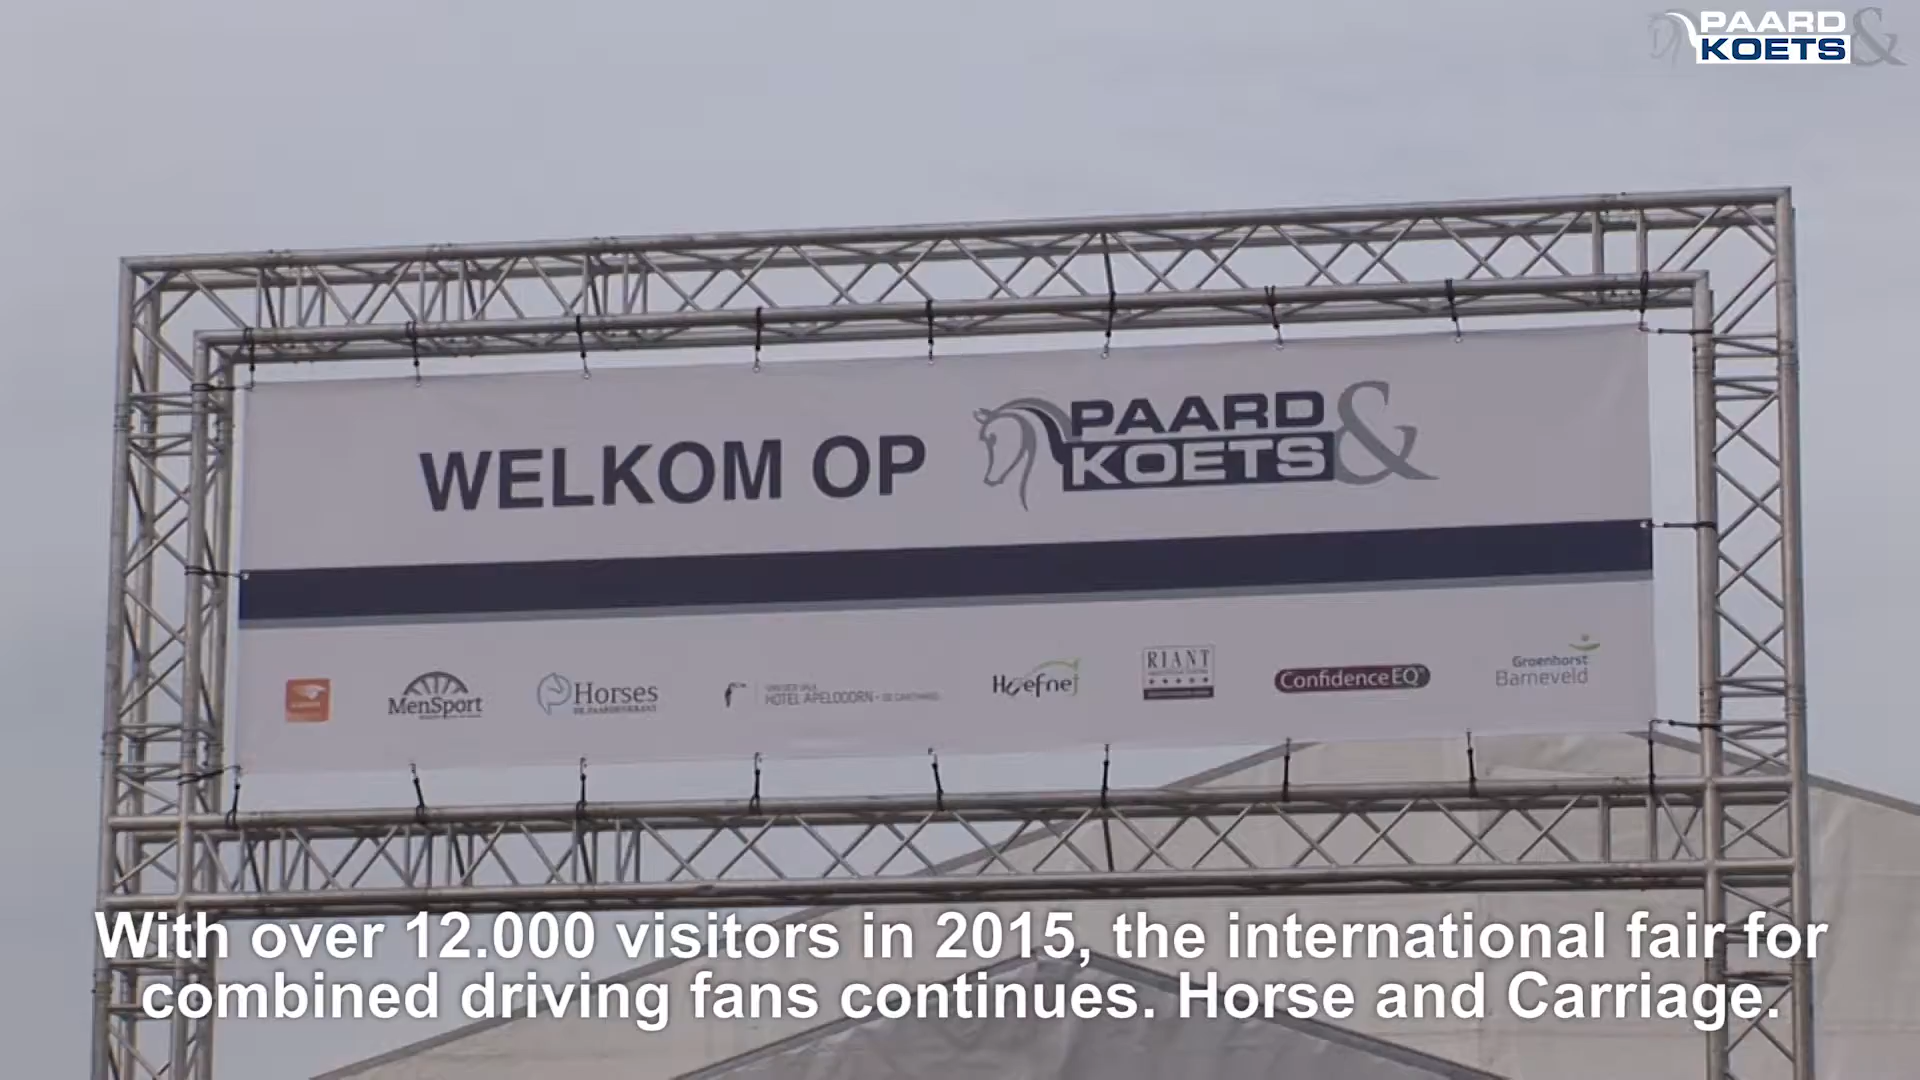 PAARD &
KOETS
WELKOM OP
PAARD &
KOETS
MenSport
Horses
HOTEL APELDOORN
Hoefnet
RIANT
ConfidenceEQ
Groenhorst
Barneveld
With over 12.000 visitors in 2015, the international fair for
combined driving fans continues. Horse and Carriage.